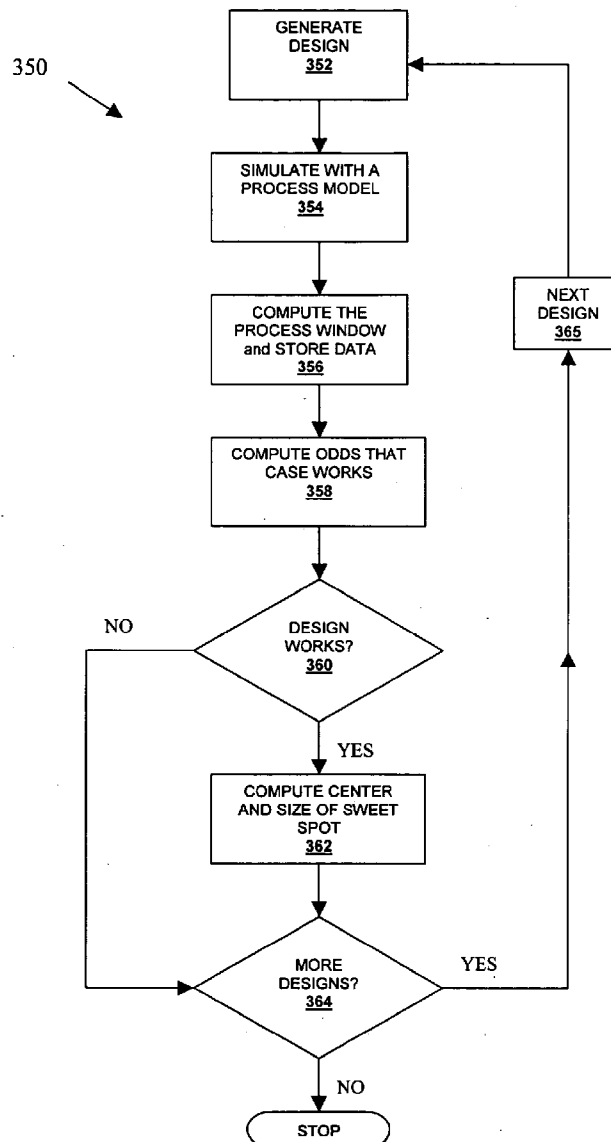 GENERATE
DESIGN
352
350
SIMULATE WITH A
PROCESS MODEL
354
COMPUTE THE
PROCESS WINDOW
and STORE DATA
356
NEXT
DESIGN
365
COMPUTE ODDS THAT
CASE WORKS
358
NO
DESIGN
WORKS?
360
YES
COMPUTE CENTER
AND SIZE OF SWEET
SPOT
362
MORE
DESIGNS?
364
YES
NO
STOP